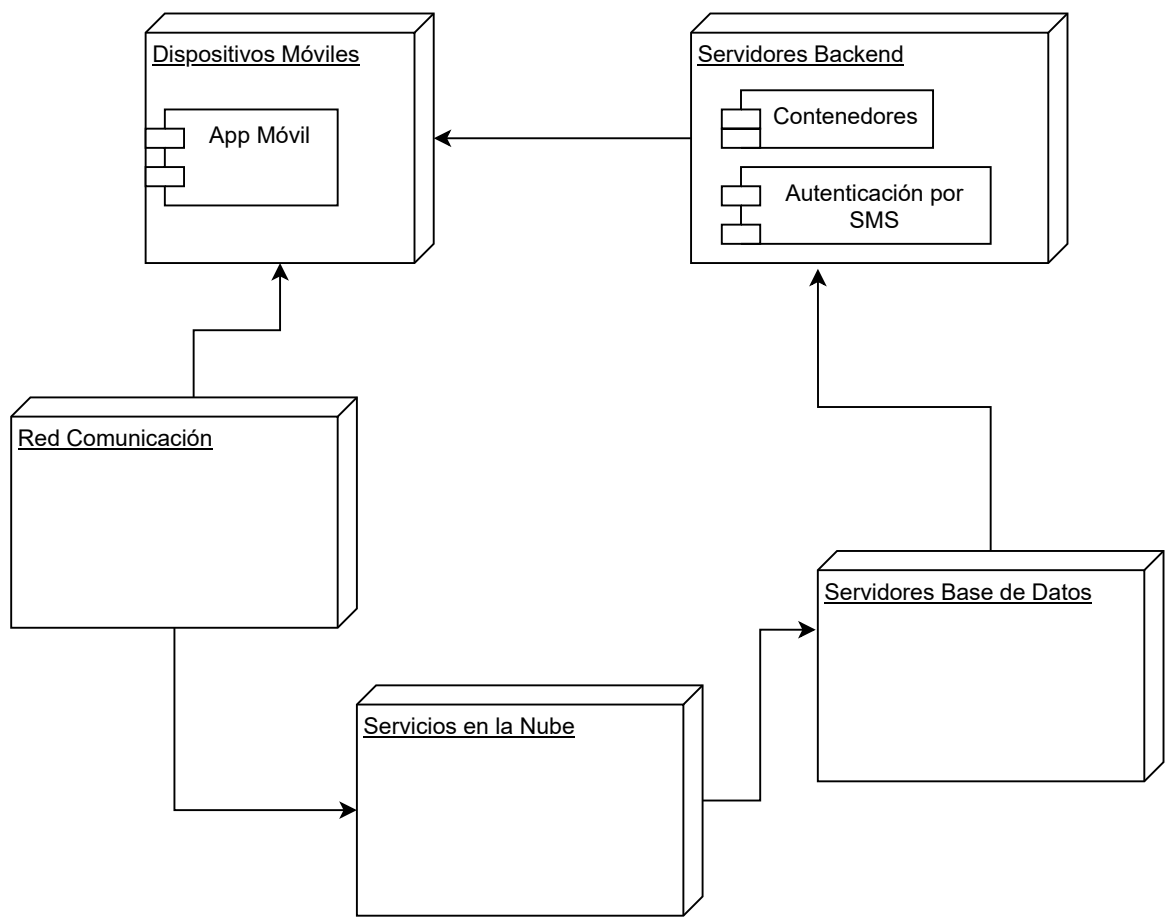 Dispositivos Móviles
App Móvil
Servidores Backend
Contenedores
Autenticación por
SMS
Red Comunicación
Servidores Base de Datos
Servicios en la Nube